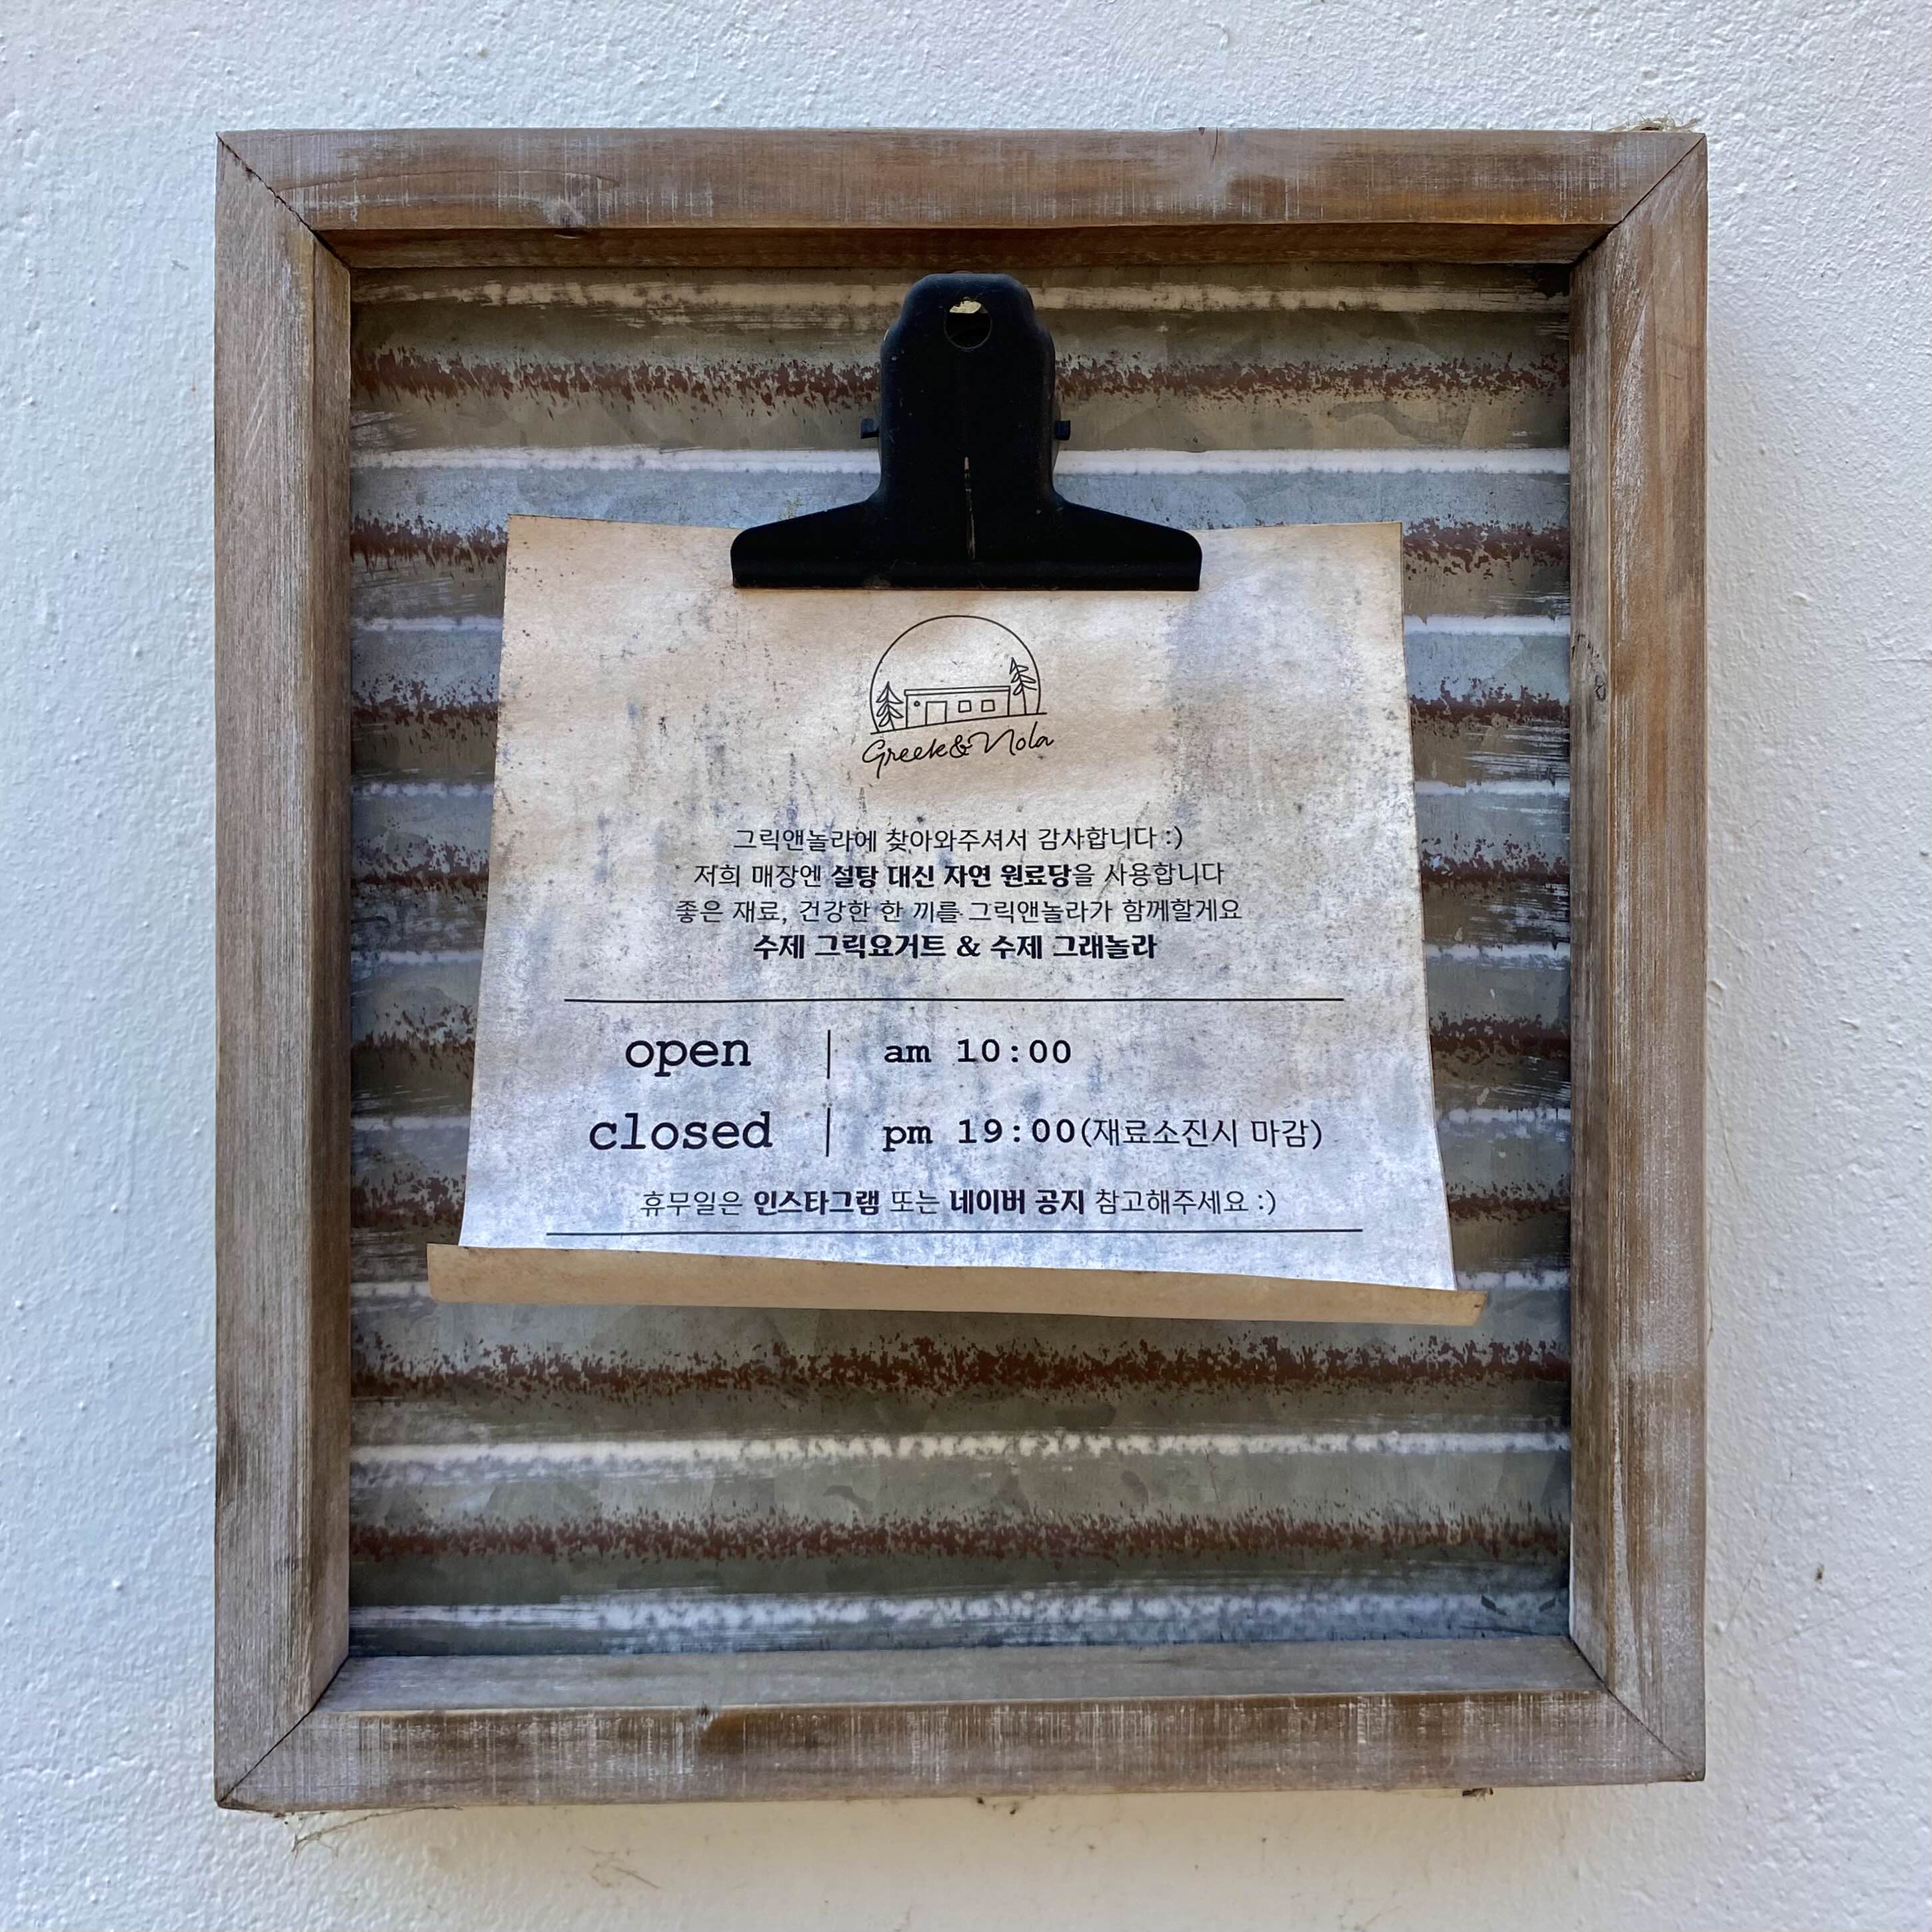 Greek&Nola
그릭앤놀라에 찾아와주셔서 감사합니다 :)
저희 매장엔 설탕 대신 자연 원료당을 사용합니다
좋은 재료, 건강한 한 끼를 그릭앤놀라가 함께할게요
수제 그릭요거트 & 수제 그래놀라
open | am 10:00
closed | pm 19:00(재료소진시 마감)
휴무일은 인스타그램 또는 네이버 공지 참고해주세요 :)